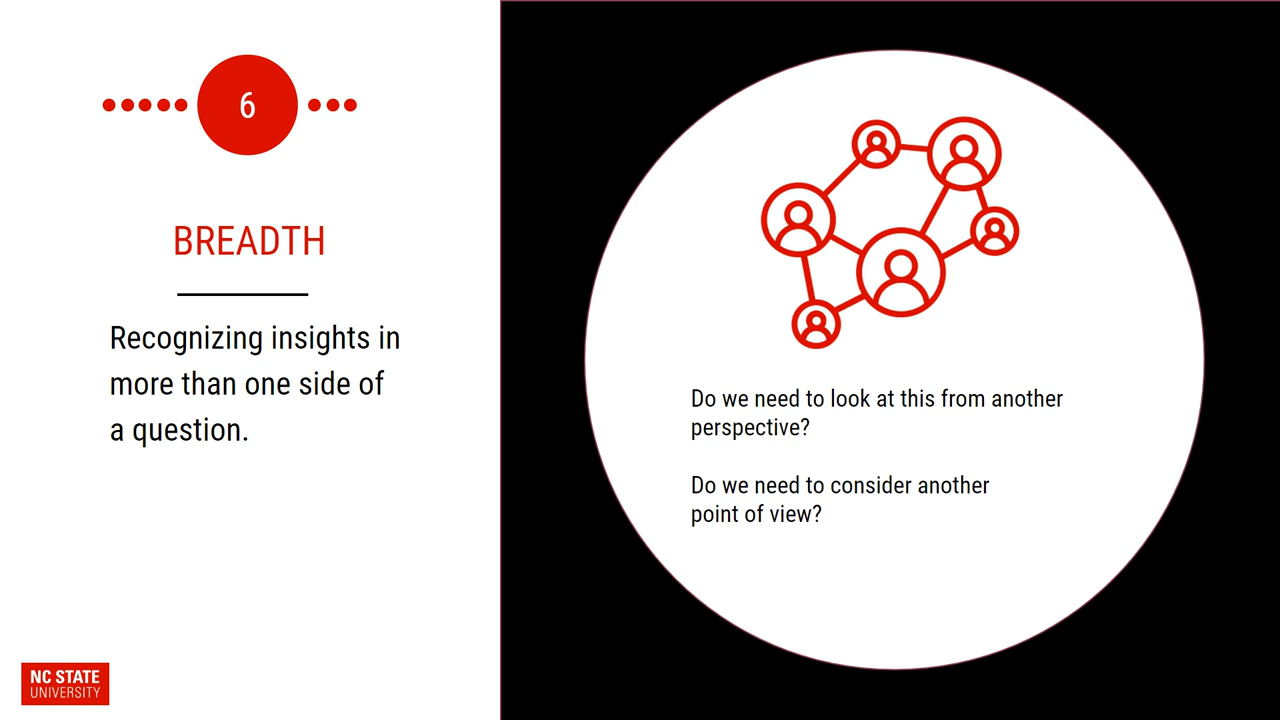 6
BREADTH
Recognizing insights in
more than one side of
a question.
Do we need to look at this from another
perspective?
Do we need to consider another
point of view?
NC STATE
UNIVERSITY